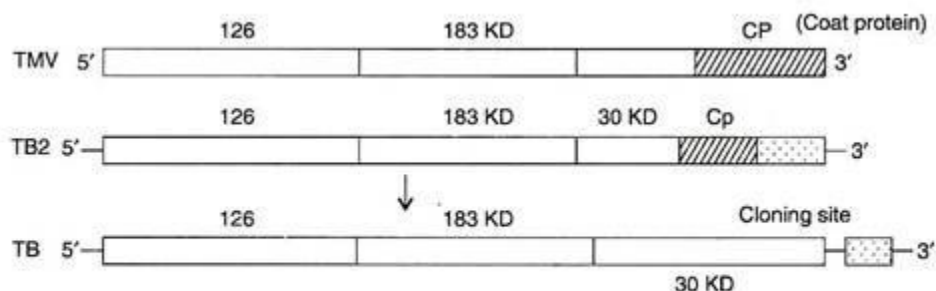 126 183 KD CP (Coat protein)
TMV 5′ 3′
126 183 KD 30 KD Cp
TB2 5′ 3′
126 183 KD Cloning site
TB 5′ 3′
30 KD